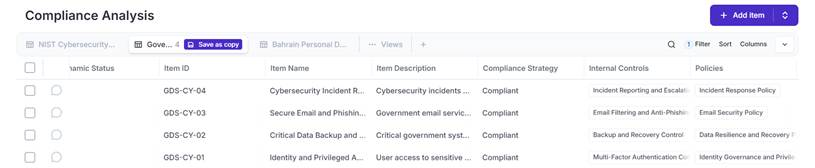 Compliance Analysis
Add item
NIST Cybersecurity... Gove... 4 Save as copy Bahrain Personal D... Views 1 Filter Sort Columns
namic Status Item ID Item Name Item Description Compliance Strategy Internal Controls Policies
GDS-CY-04 Cybersecurity Incident R... Cybersecurity incidents ... Compliant Incident Reporting and Escalati Incident Response Policy
GDS-CY-03 Secure Email and Phishin... Government email servic... Compliant Email Filtering and Anti-Phishin Email Security Policy
GDS-CY-02 Critical Data Backup and ... Critical government syst... Compliant Backup and Recovery Control Data Resilience and Recovery P
GDS-CY-01 Identity and Privileged A... User access to sensitive ... Compliant Multi-Factor Authentication Co Identity Governance and Privile